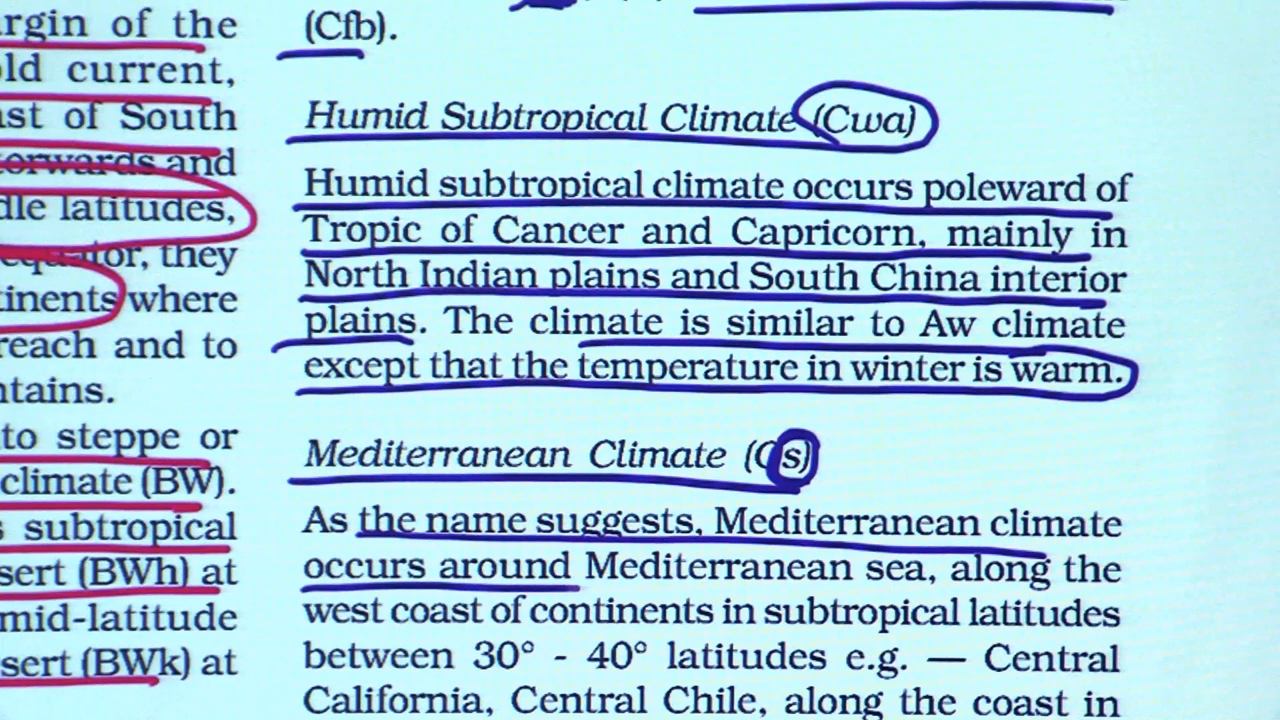 rgin of the
ld current,
st of South
orwards and
dle latitudes,
equator, they
tinents where
reach and to
ntains.
to steppe or
climate (BW).
s subtropical
sert (BWh) at
mid-latitude
sert (BWk) at
(Cfb).
Humid Subtropical Climate (Cwa)
Humid subtropical climate occurs poleward of
Tropic of Cancer and Capricorn, mainly in
North Indian plains and South China interior
plains. The climate is similar to Aw climate
except that the temperature in winter is warm.
Mediterranean Climate (Cs)
As the name suggests, Mediterranean climate
occurs around Mediterranean sea, along the
west coast of continents in subtropical latitudes
between 30° - 40° latitudes e.g. — Central
California, Central Chile, along the coast in